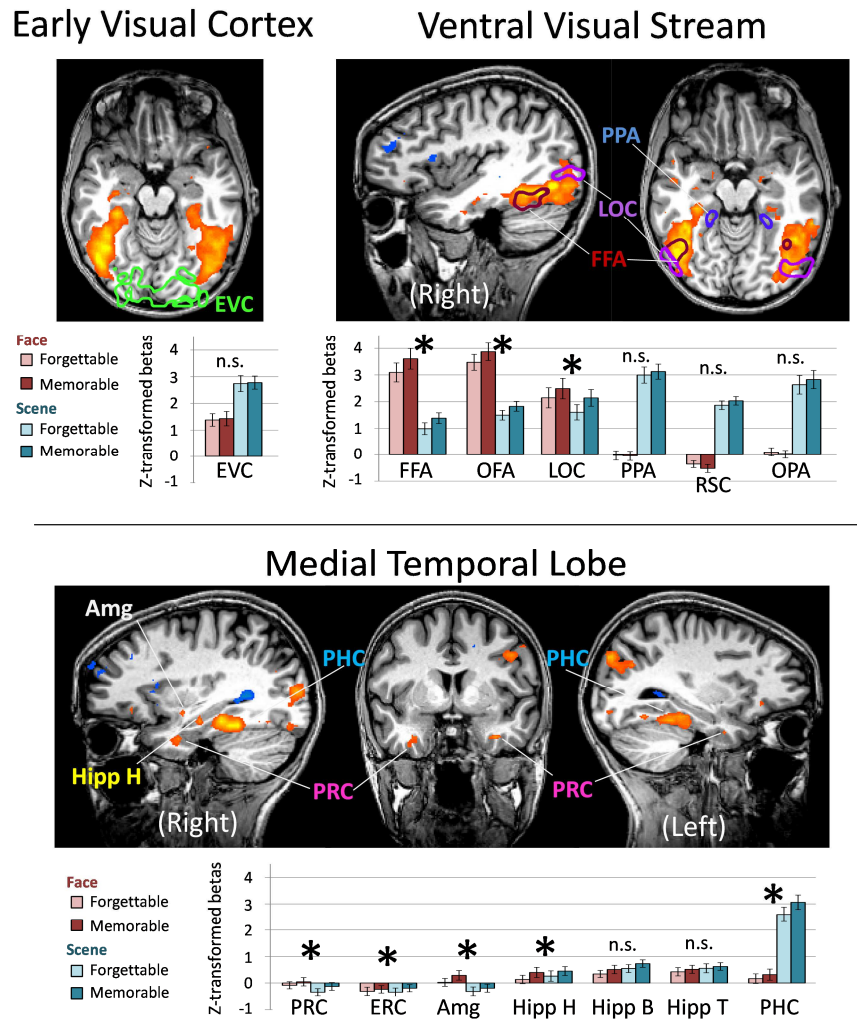 Early Visual Cortex
Ventral Visual Stream
PPA
LOC
FFA
EVC
(Right)
Face
Forgettable
Memorable
Scene
Forgettable
Memorable
Z-transformed betas
4
3
2
1
0
-1
n.s.
EVC
Z-transformed betas
4
3
2
1
0
-1
* * * n.s. n.s. n.s.
FFA OFA LOC PPA RSC OPA
Medial Temporal Lobe
Amg
PHC
PHC
Hipp H
PRC
PRC
(Right)
(Left)
Face
Forgettable
Memorable
Scene
Forgettable
Memorable
Z-transformed betas
4
3
2
1
0
-1
* * * * n.s. n.s. *
PRC ERC Amg Hipp H Hipp B Hipp T PHC